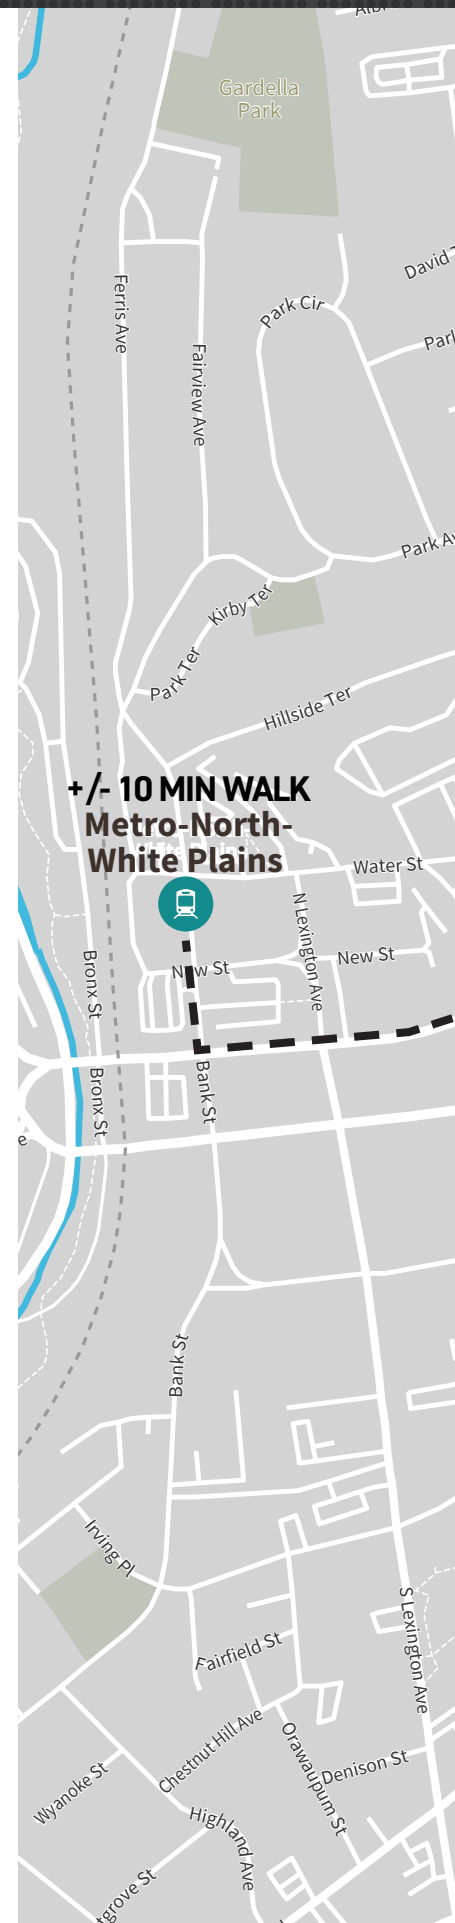 Gardella
Park
David
Ferris Ave
Park Cir
Fairview Ave
Park
Kirby Ter
Park Ter
Hillside Ter
+/- 10 MIN WALK
Metro-North-
White Plains
Water St
N Lexington Ave
New St
New St
Bronx St
Bronx St
Bank St
e
Bank St
Irving Pl
S Lexington Ave
Fairfield St
Chestnut Hill Ave
Orawaupum St
Denison St
Wyanoke St
Highland Ave
tgrove St